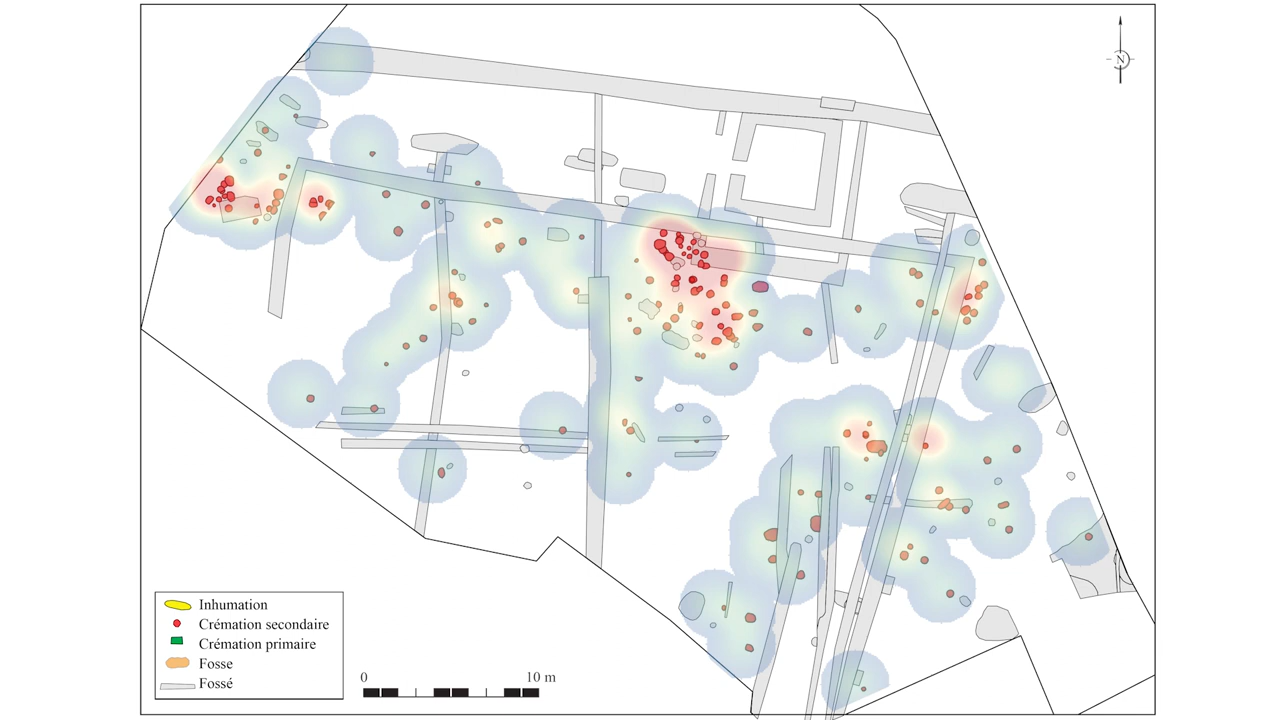 N
Inhumation
Crémation secondaire
Crémation primaire
Fosse
Fossé
0 10 m